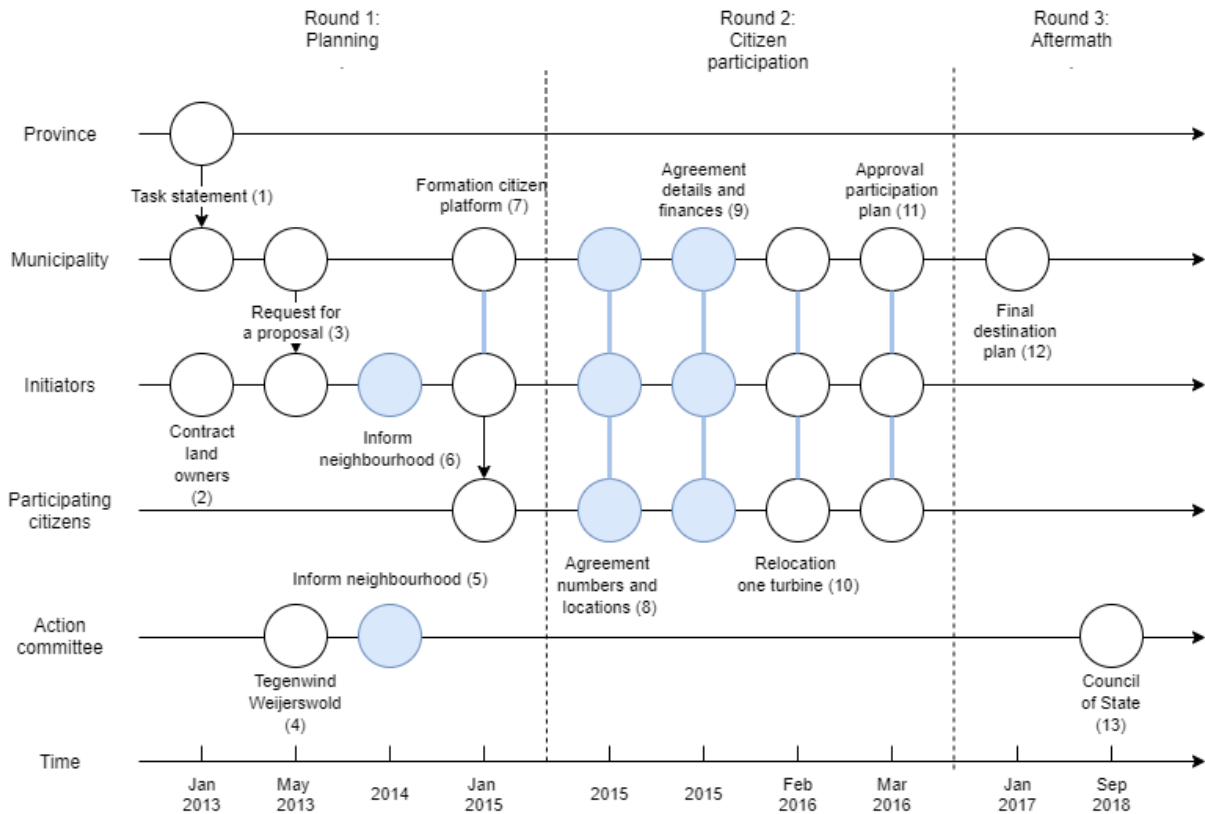 Round 1:
Planning
.
Round 2:
Citizen
participation
Round 3:
Aftermath
.
Province
Task statement (1)
Formation citizen
platform (7)
Agreement
details and
finances (9)
Approval
participation
plan (11)
Municipality
Request for
a proposal (3)
Final
destination
plan (12)
Initiators
Contract
land
owners
(2)
Inform
neighbourhood (6)
Participating
citizens
Inform neighbourhood (5)
Agreement
numbers and
locations (8)
Relocation
one turbine (10)
Action
committee
Tegenwind
Weijerswold
(4)
Council
of State
(13)
Time
Jan
2013
May
2013
2014
Jan
2015
2015
2015
Feb
2016
Mar
2016
Jan
2017
Sep
2018